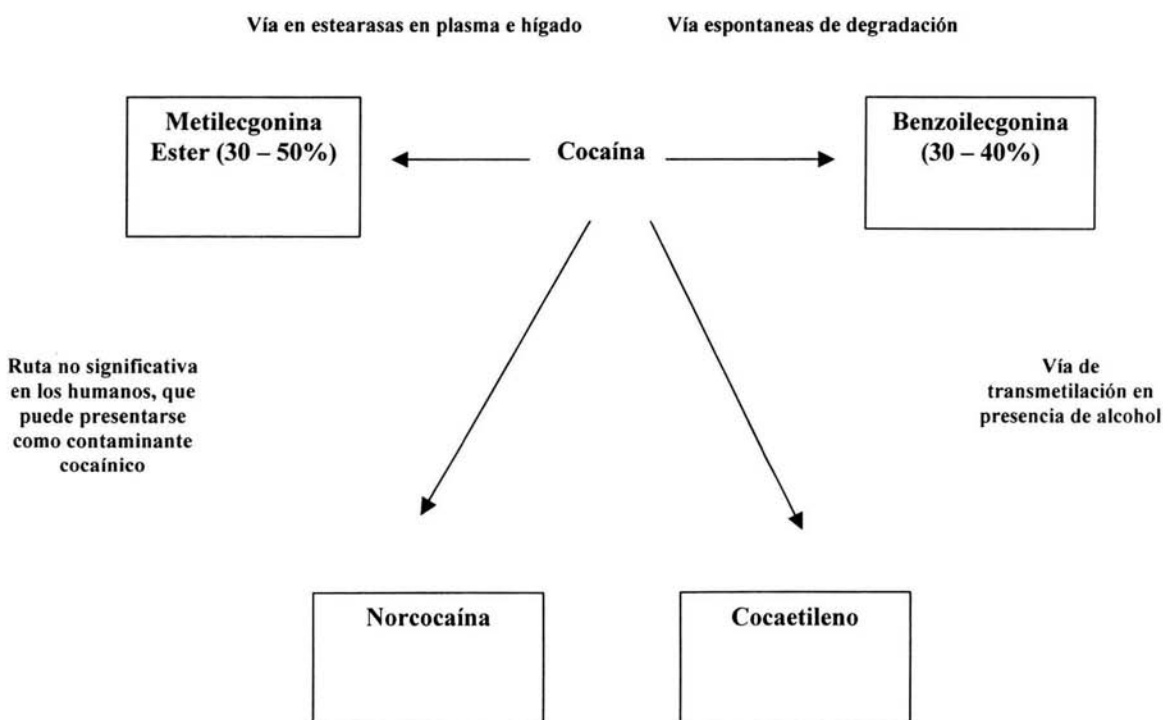 Vía en estearasas en plasma e hígado
Vía espontaneas de degradación
Metilecgonina
Ester (30 – 50%)
Cocaína
Benzoilecgonina
(30 – 40%)
Ruta no significativa
en los humanos, que
puede presentarse
como contaminante
cocaínico
Vía de
transmetilación en
presencia de alcohol
Norcocaína
Cocaetileno